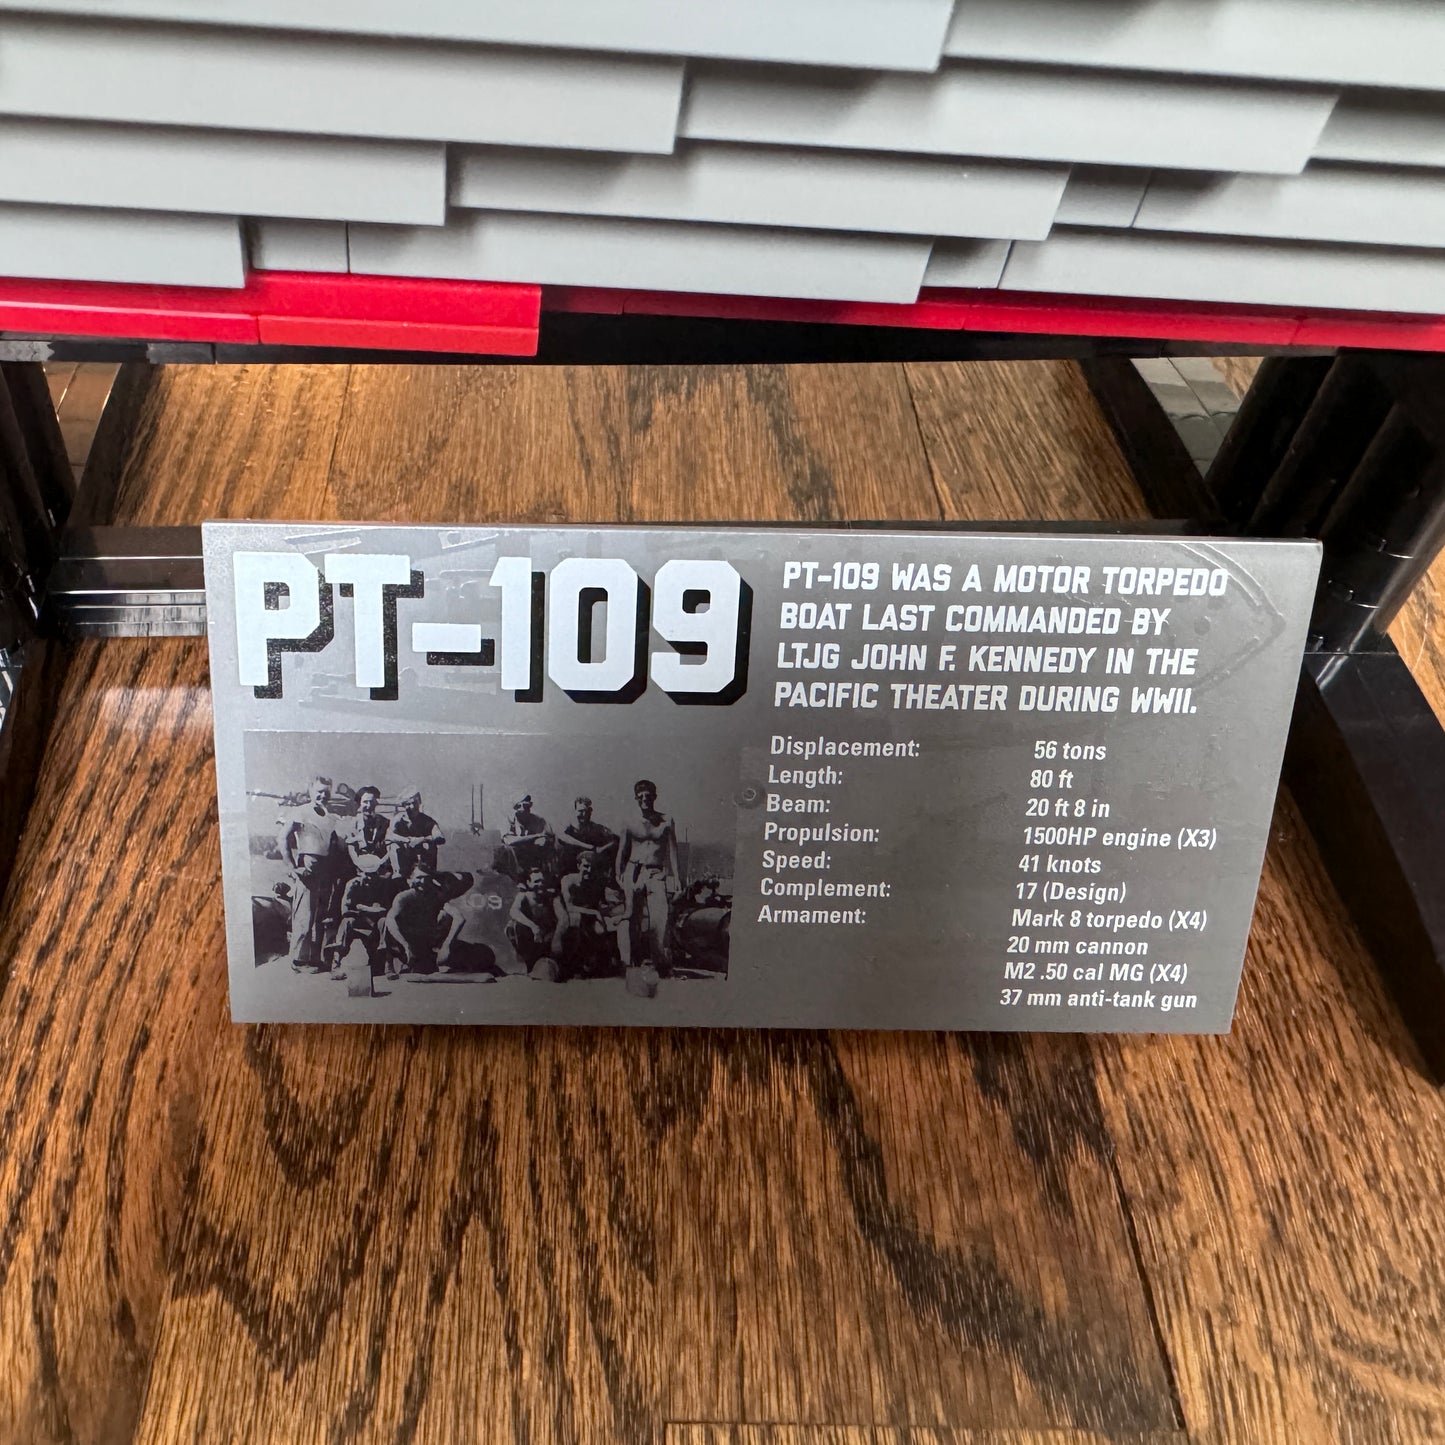 PT-109
PT-109 WAS A MOTOR TORPEDO
BOAT LAST COMMANDED BY
LTJG JOHN F. KENNEDY IN THE
PACIFIC THEATER DURING WWII.
Displacement: 56 tons
Length: 80 ft
Beam: 20 ft 8 in
Propulsion: 1500HP engine (X3)
Speed: 41 knots
Complement: 17 (Design)
Armament: Mark 8 torpedo (X4)
20 mm cannon
M2 .50 cal MG (X4)
37 mm anti-tank gun
109